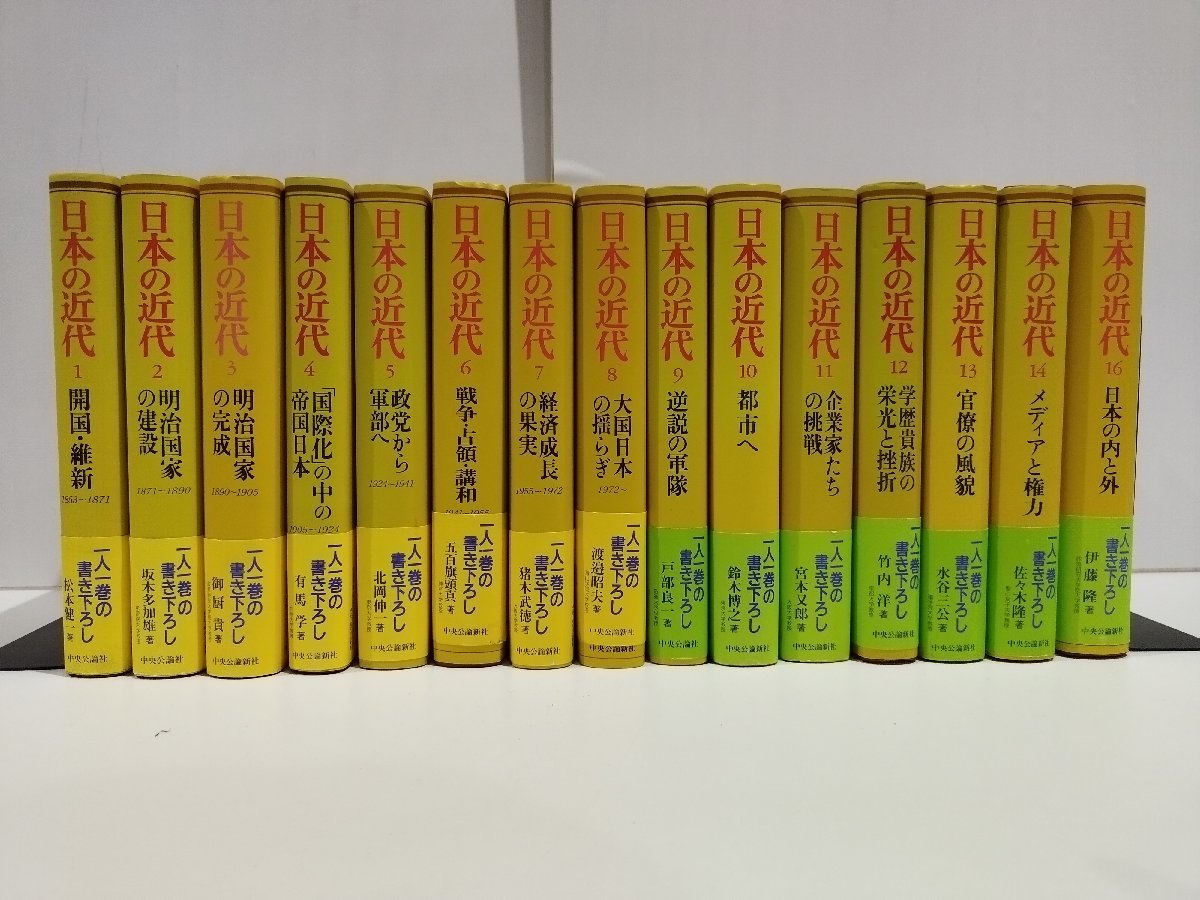 日本の近代
1
開国・維新
1853〜1871
一人一巻の
書き下ろし
松本健一 著
中央公論新社
日本の近代
2
明治国家
の建設
1871〜1890
一人一巻の
書き下ろし
坂本多加雄 著
中央公論新社
日本の近代
3
明治国家
の完成
1890〜1905
一人一巻の
書き下ろし
御厨 貴 著
中央公論新社
日本の近代
4
「国際化」の中の
帝国日本
1905〜1924
一人一巻の
書き下ろし
有馬 学 著
中央公論新社
日本の近代
5
政党から
軍部へ
1924〜1941
一人一巻の
書き下ろし
北岡伸一 著
中央公論新社
日本の近代
6
戦争・占領・講和
1941〜1955
一人一巻の
書き下ろし
五百旗頭真 著
日本の近代
7
経済成長
の果実
1955〜1972
一人一巻の
書き下ろし
猪木武徳 著
中央公論新社
日本の近代
8
大国日本
の揺らぎ
1972〜
一人一巻の
書き下ろし
渡邉昭夫 著
中央公論新社
日本の近代
9
逆説の軍隊
一人一巻の
書き下ろし
戸部良一 著
中央公論新社
日本の近代
10
都市へ
一人一巻の
書き下ろし
鈴木博之 著
中央公論新社
日本の近代
11
企業家たち
の挑戦
一人一巻の
書き下ろし
宮本又郎 著
中央公論新社
日本の近代
12
学歴貴族の
栄光と挫折
一人一巻の
書き下ろし
竹内 洋 著
日本の近代
13
官僚の風貌
一人一巻の
書き下ろし
水谷三公 著
中央公論新社
日本の近代
14
メディアと権力
一人一巻の
書き下ろし
佐々木隆 著
中央公論新社
日本の近代
16
日本の内と外
一人一巻の
書き下ろし
伊藤 隆 著